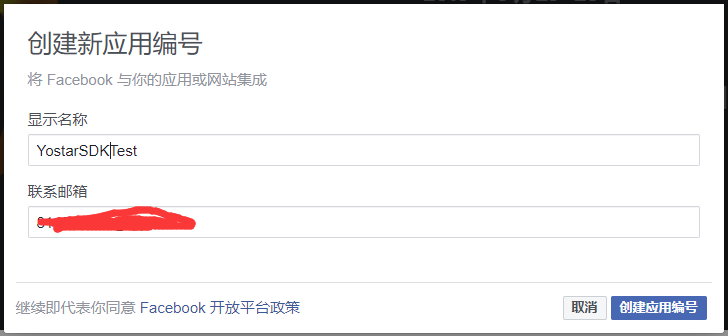 创建新应用编号
将 Facebook 与你的应用或网站集成
显示名称
YostarSDKTest
联系邮箱
继续即代表你同意 Facebook 开放平台政策
取消 创建应用编号